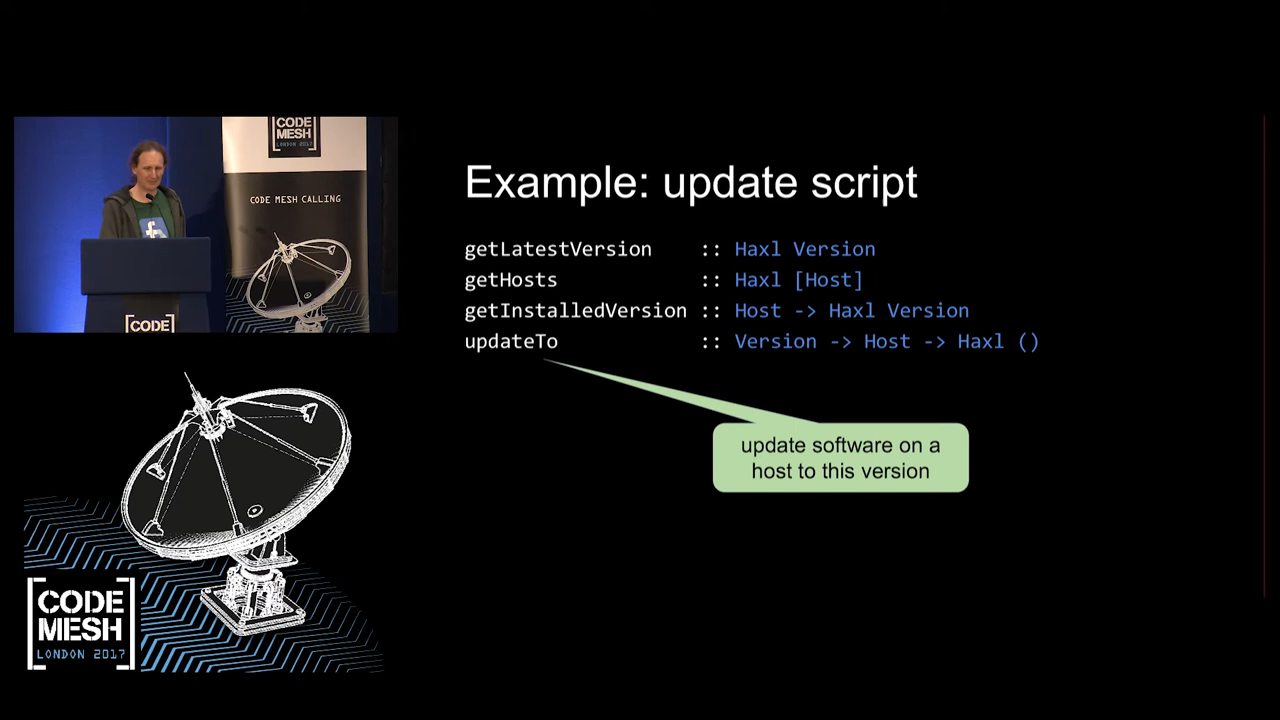 CODE
MESH
LONDON 2017
CODE MESH CALLING
f
[CODE]
Example: update script
getLatestVersion :: Haxl Version
getHosts :: Haxl [Host]
getInstalledVersion :: Host -> Haxl Version
updateTo :: Version -> Host -> Haxl ()
update software on a
host to this version
CODE
MESH
LONDON 2017